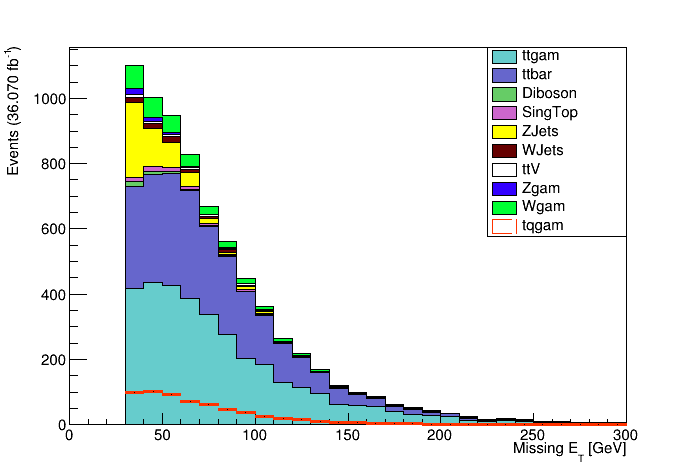 Events (36.070 fb⁻¹)
1000
800
600
400
200
0
0 50 100 150 200 250 300
Missing E_T [GeV]
ttgam
ttbar
Diboson
SingTop
ZJets
WJets
ttV
Zgam
Wgam
tqgam